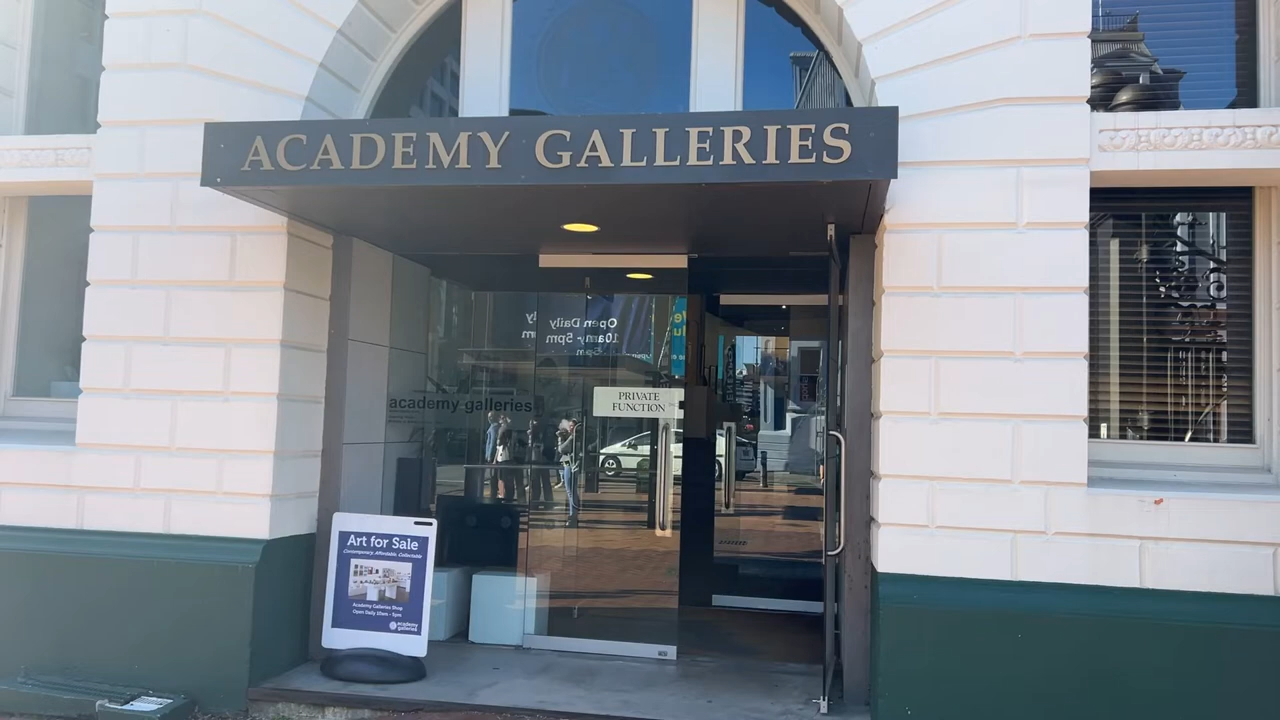 ACADEMY GALLERIES
Open Daily
10am - 5pm
academy galleries
PRIVATE
FUNCTION
Art for Sale
Contemporary, Affordable, Collectable
Academy Galleries Shop
Open Daily 10am - 5pm
academy
galleries